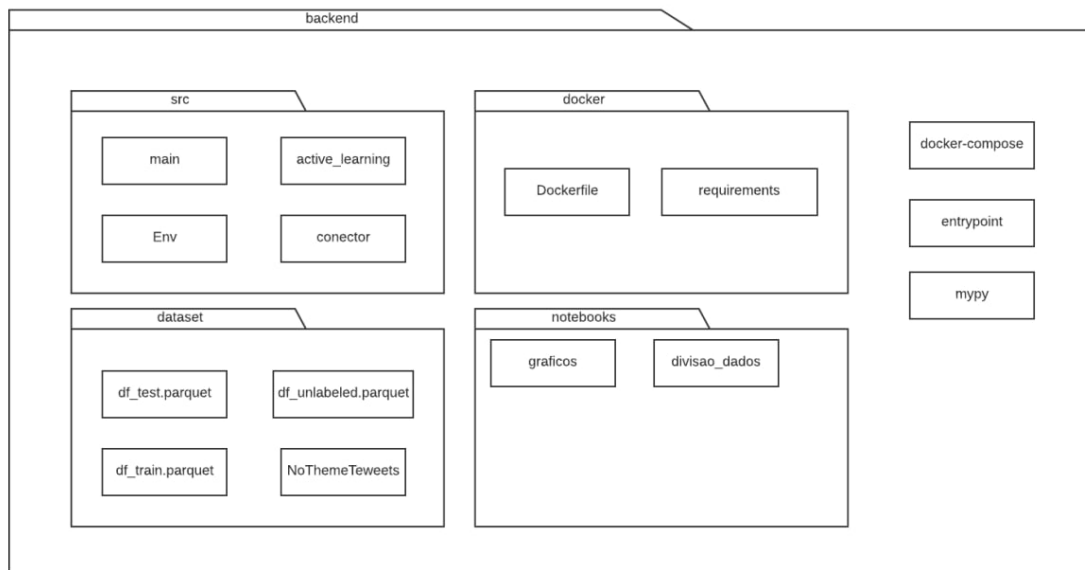 backend
src
main
active_learning
Env
conector
docker
Dockerfile
requirements
docker-compose
entrypoint
mypy
dataset
df_test.parquet
df_unlabeled.parquet
df_train.parquet
NoThemeTeweets
notebooks
graficos
divisao_dados